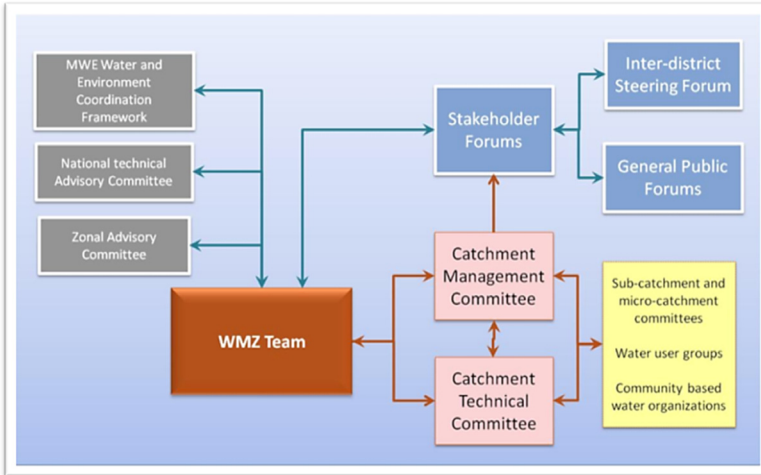 MWE Water and
Environment
Coordination
Framework
National technical
Advisory Committee
Zonal Advisory
Committee
WMZ Team
Stakeholder
Forums
Inter-district
Steering Forum
General Public
Forums
Catchment
Management
Committee
Catchment
Technical
Committee
Sub-catchment and
micro-catchment
committees
Water user groups
Community based
water organizations